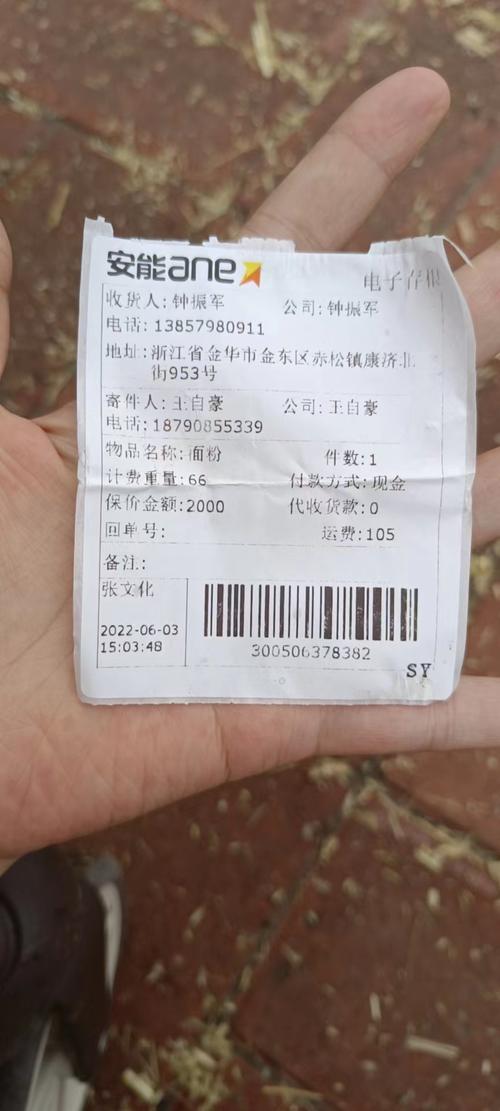 安能ane 电子存根
收货人:钟振军 公司:钟振军
电话:13857980911
地址:浙江省金华市金东区赤松镇康济北
街953号
寄件人:王自豪 公司:王自豪
电话:18790855339
物品名称:面粉 件数:1
计费重量:66 付款方式:现金
保价金额:2000 代收货款:0
回单号: 运费:105
备注:
张文化
2022-06-03
15:03:48
300506378382
SY